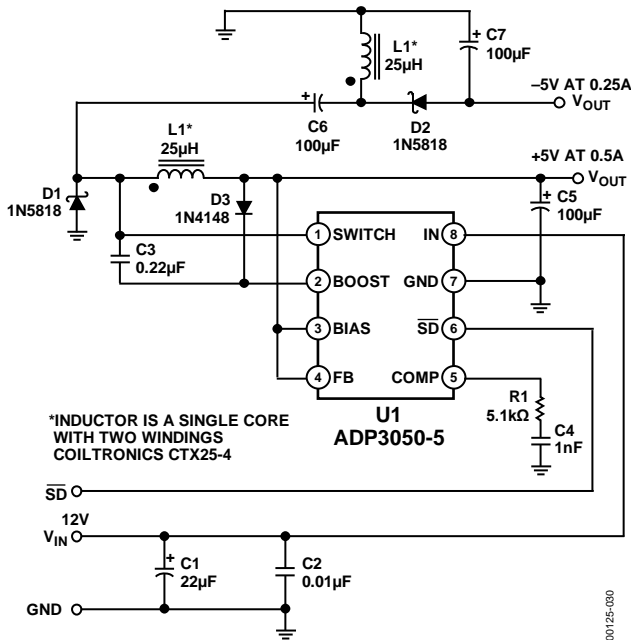 L1*
25µH
+
C7
100µF
–5V AT 0.25A
VOUT
+
C6
100µF
D2
1N5818
L1*
25µH
+5V AT 0.5A
VOUT
D1
1N5818
D3
1N4148
+
C5
100µF
C3
0.22µF
1
SWITCH
IN
8
2
BOOST
GND
7
3
BIAS
SD
6
4
FB
COMP
5
U1
ADP3050-5
R1
5.1kΩ
C4
1nF
*INDUCTOR IS A SINGLE CORE
WITH TWO WINDINGS
COILTRONICS CTX25-4
SD
12V
VIN
+
C1
22µF
C2
0.01µF
GND
00125-030